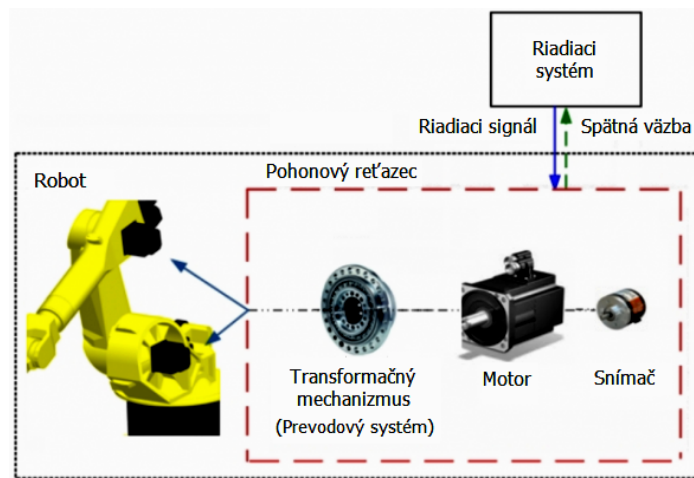 Riadiaci
systém
Riadiaci signál
Spätná väzba
Pohonový reťazec
Robot
Transformačný
mechanizmus
(Prevodový systém)
Motor
Snímač